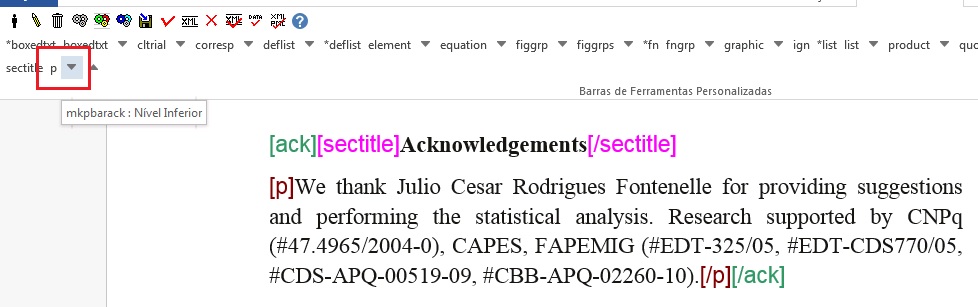 *boxedtxt boxedtxt cltrial corresp deflist *deflist element equation figgrp figgrps *fn fngrp graphic ign *list list product quo
sectitle p
Barras de Ferramentas Personalizadas
mkpbarack : Nível Inferior
[ack][sectitle]Acknowledgements[/sectitle]
[p]We thank Julio Cesar Rodrigues Fontenelle for providing suggestions
and performing the statistical analysis. Research supported by CNPq
(#47.4965/2004-0), CAPES, FAPEMIG (#EDT-325/05, #EDT-CDS770/05,
#CDS-APQ-00519-09, #CBB-APQ-02260-10).[/p][/ack]